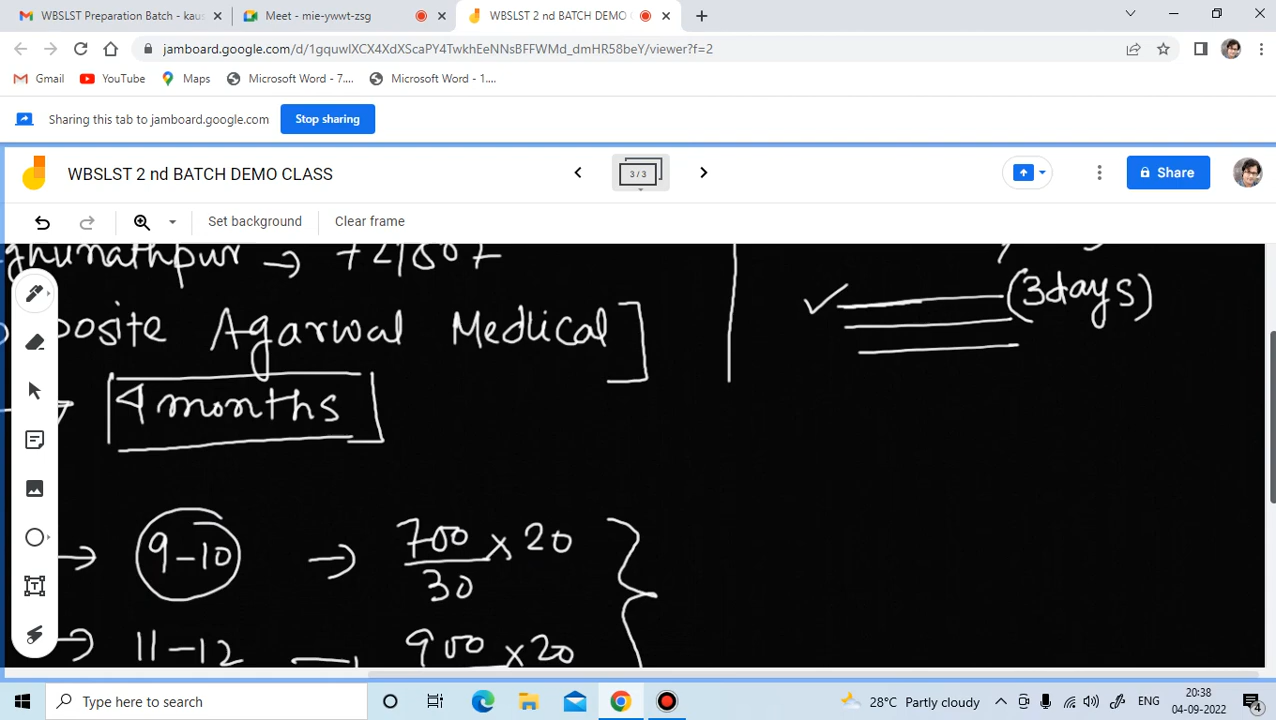 WBSLST Preparation Batch - kaus
Meet - mie-ywwt-zsg
WBSLST 2 nd BATCH DEMO (
jamboard.google.com/d/1gquwlXCX4XdXScaPY4TwkhEeNNsBFFWMd_dmHR58beY/viewer?f=2
Gmail
YouTube
Maps
Microsoft Word - 7....
Microsoft Word - 1....
Sharing this tab to jamboard.google.com
Stop sharing
WBSLST 2 nd BATCH DEMO CLASS
3 / 3
Share
Set background
Clear frame
ghunathpur →
(3days)
posite Agarwal Medical]
4 months
→ 9-10 → 700/30 × 20
→ 11-12 — 900 × 20
Type here to search
28°C Partly cloudy
ENG
20:38
04-09-2022
4